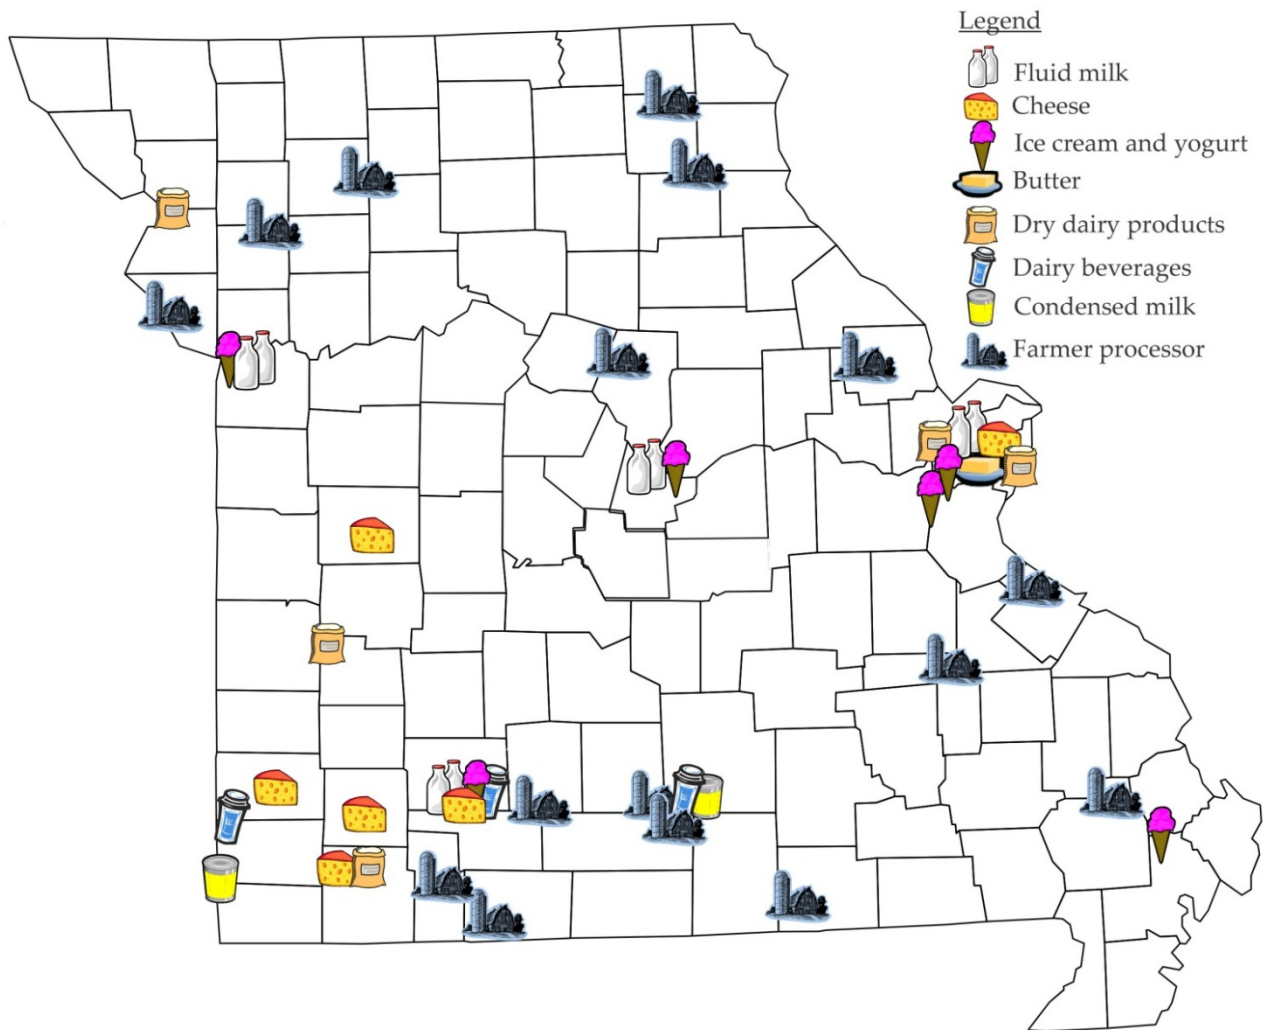 Legend
Fluid milk
Cheese
Ice cream and yogurt
Butter
Dry dairy products
Dairy beverages
Condensed milk
Farmer processor